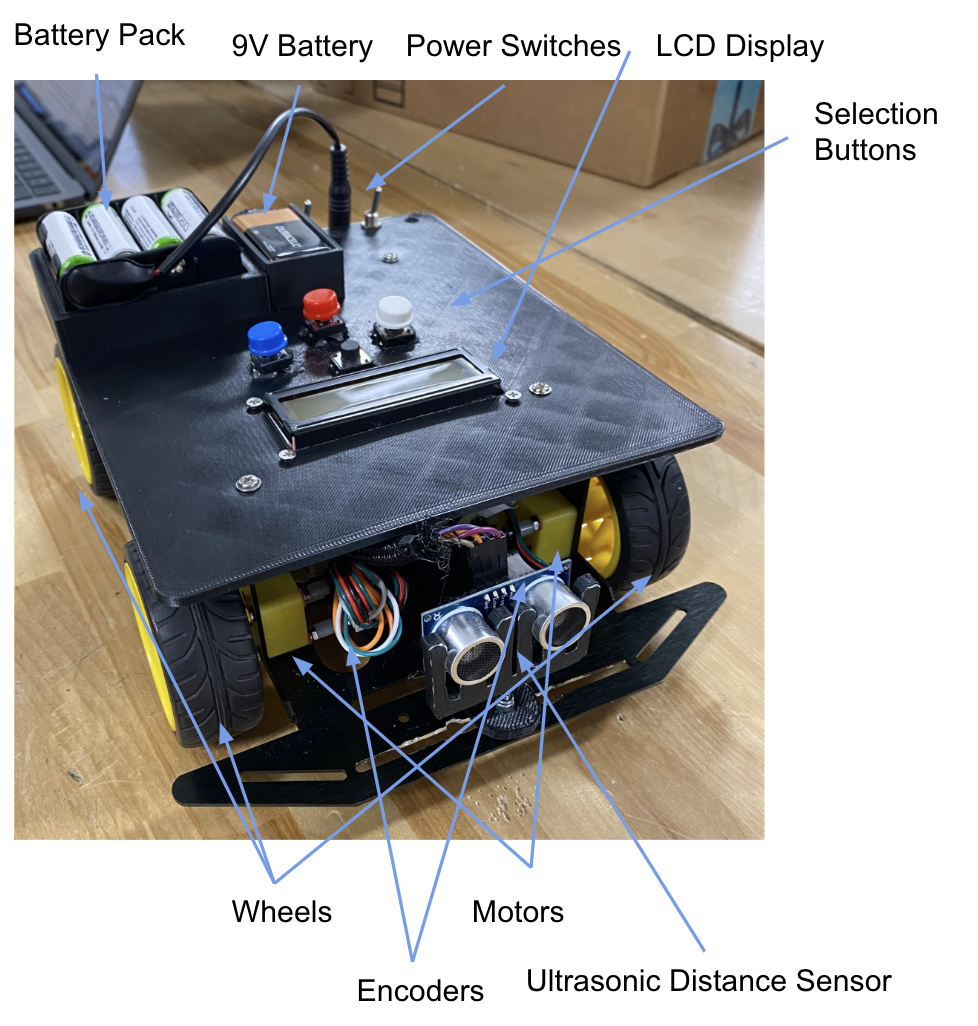 Battery Pack
9V Battery
Power Switches
LCD Display
Selection
Buttons
DURACELL
Wheels
Motors
Encoders
Ultrasonic Distance Sensor